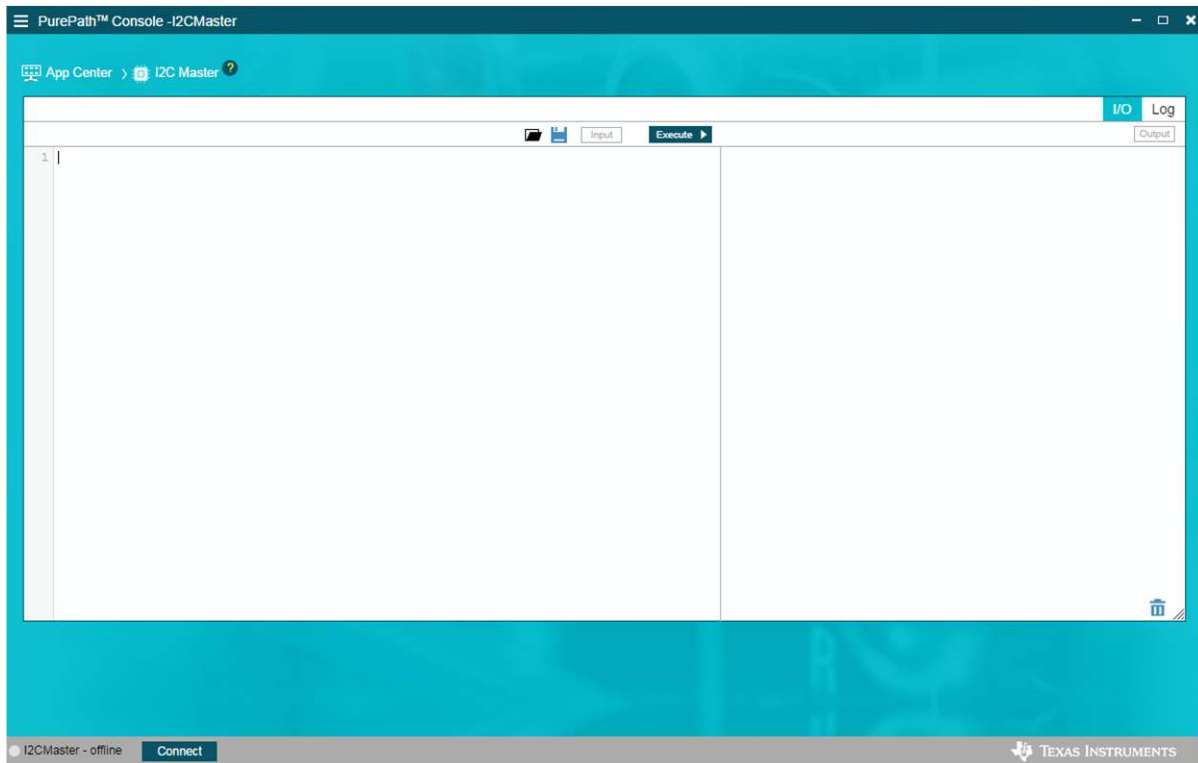 PurePath™ Console -I2CMaster
App Center > I2C Master ?
I/O Log
Input Execute Output
1
I2CMaster - offline Connect TEXAS INSTRUMENTS